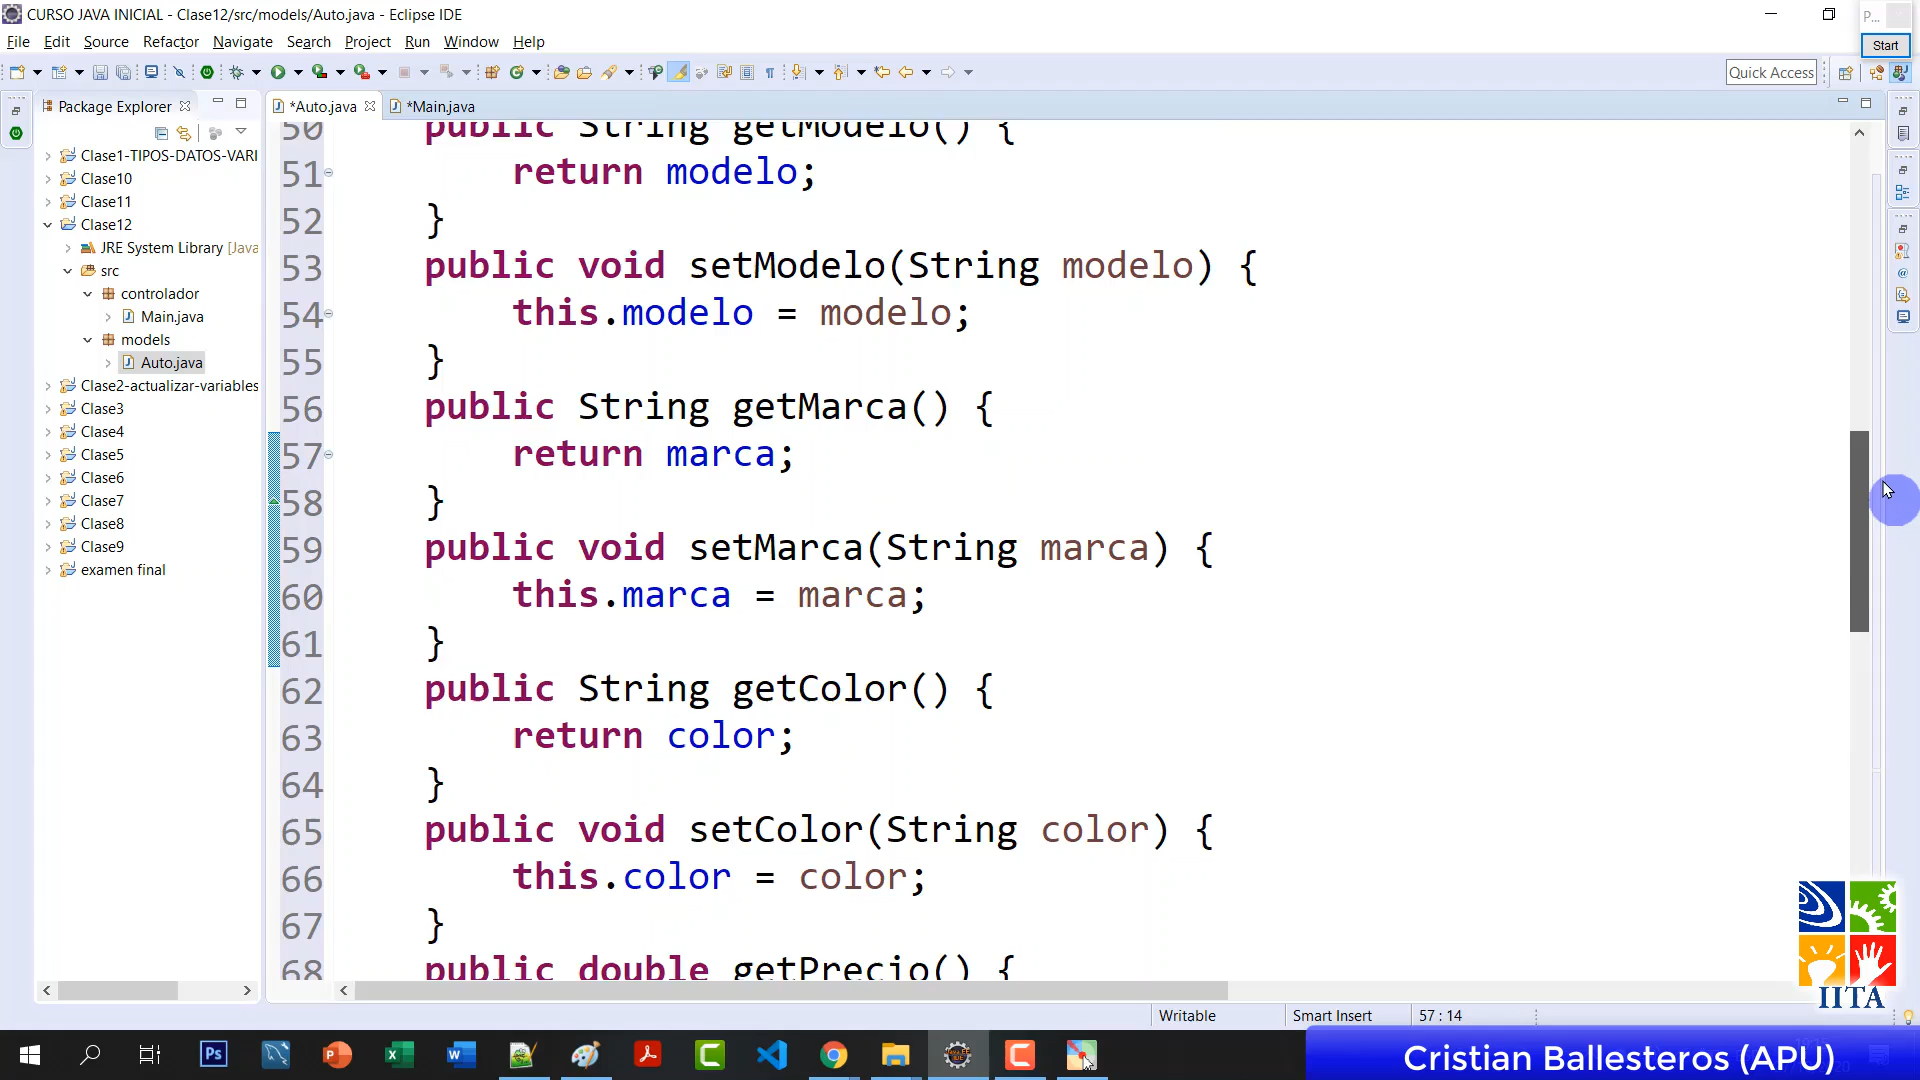 CURSO JAVA INICIAL - Clase12/src/models/Auto.java - Eclipse IDE
P...
File Edit Source Refactor Navigate Search Project Run Window Help
Start
Quick Access
Package Explorer
*Auto.java
*Main.java
Clase1-TIPOS-DATOS-VARI
Clase10
Clase11
Clase12
JRE System Library [Java
src
controlador
Main.java
models
Auto.java
Clase2-actualizar-variables
Clase3
Clase4
Clase5
Clase6
Clase7
Clase8
Clase9
examen final
50 public String getModelo() {
51 return modelo;
52 }
53 public void setModelo(String modelo) {
54 this.modelo = modelo;
55 }
56 public String getMarca() {
57 return marca;
58 }
59 public void setMarca(String marca) {
60 this.marca = marca;
61 }
62 public String getColor() {
63 return color;
64 }
65 public void setColor(String color) {
66 this.color = color;
67 }
68 public double getPrecio() {
IITA
Writable
Smart Insert
57 : 14
Ps
Cristian Ballesteros (APU)